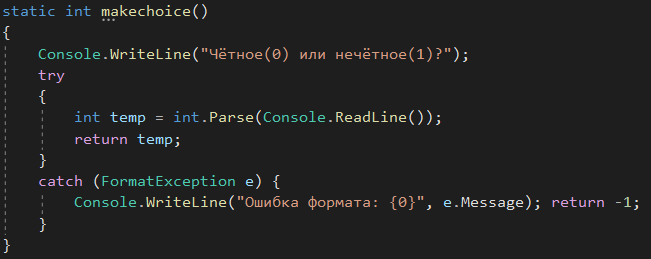 static int makechoice()
{
    Console.WriteLine("Чётное(0) или нечётное(1)?");
    try
    {
        int temp = int.Parse(Console.ReadLine());
        return temp;
    }
    catch (FormatException e) {
        Console.WriteLine("Ошибка формата: {0}", e.Message); return -1;
    }
}